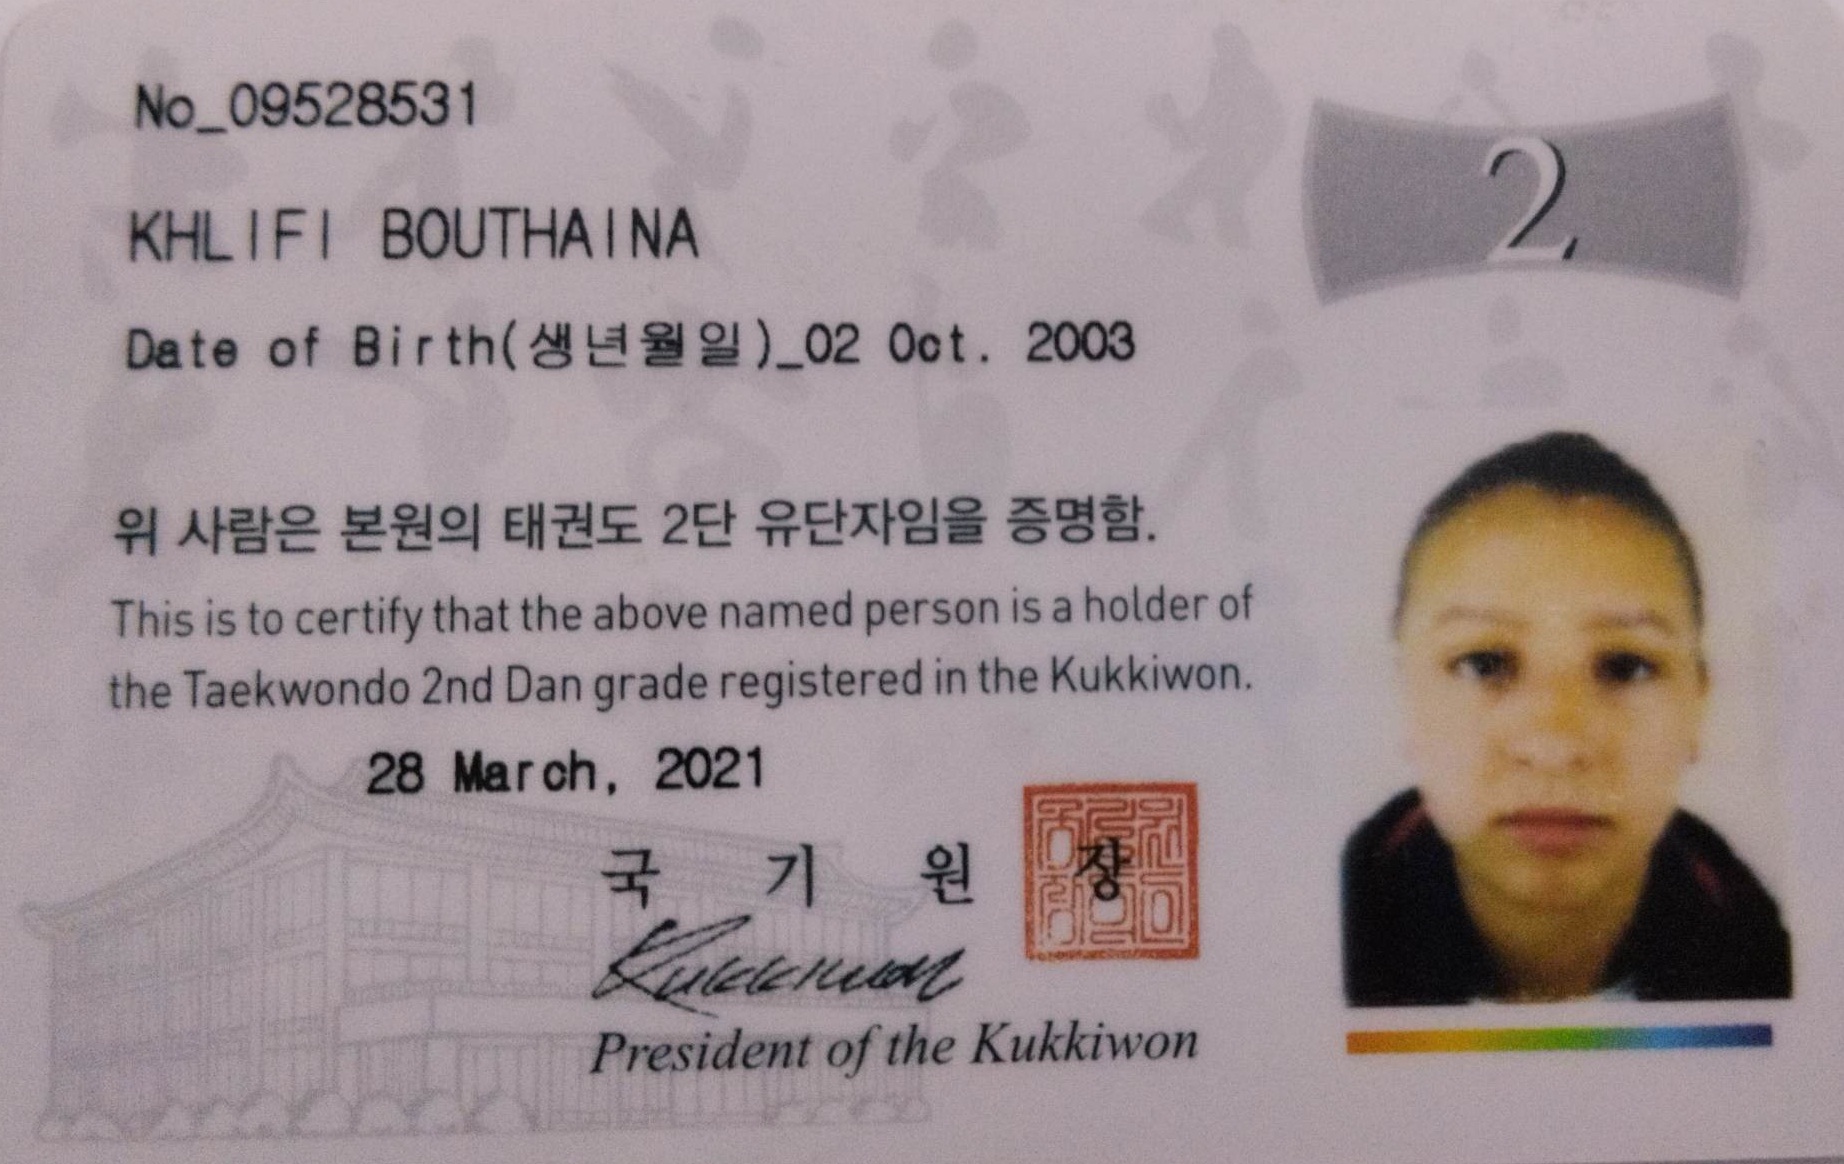 No_09528531
2
KHLIFI BOUTHAINA
Date of Birth(생년월일)_02 Oct. 2003
위 사람은 본원의 태권도 2단 유단자임을 증명함.
This is to certify that the above named person is a holder of
the Taekwondo 2nd Dan grade registered in the Kukkiwon.
28 March, 2021
국 기 원 장
Kukkiwon
President of the Kukkiwon